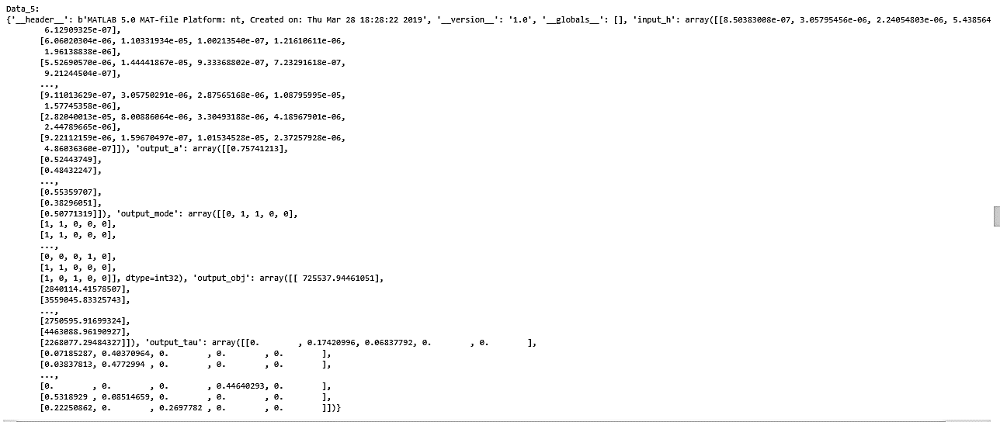 Data_5:
{'__header__': b'MATLAB 5.0 MAT-file Platform: nt, Created on: Thu Mar 28 18:28:22 2019', '__version__': '1.0', '__globals__': [], 'input_h': array([[8.50383008e-07, 3.05795456e-06, 2.24054803e-06, 5.438564
6.12909325e-07],
[6.06020304e-06, 1.10331934e-05, 1.00213540e-07, 1.21610611e-06,
1.96138838e-06],
[5.52690570e-06, 1.44441867e-05, 9.33368802e-07, 7.23291618e-07,
9.21244504e-07],
...,
[9.11013629e-07, 3.05750291e-06, 2.87565168e-06, 1.08795995e-05,
1.57745358e-06],
[2.82040013e-05, 8.00886064e-06, 3.30493188e-06, 4.18967901e-06,
2.44789665e-06],
[9.22112159e-06, 1.59670497e-07, 1.01534528e-05, 2.37257928e-06,
4.86036360e-07]]), 'output_a': array([[0.75741213],
[0.52443749],
[0.48432247],
...,
[0.55359707],
[0.38296051],
[0.50771319]]), 'output_mode': array([[0, 1, 1, 0, 0],
[1, 1, 0, 0, 0],
[1, 1, 0, 0, 0],
...,
[0, 0, 0, 1, 0],
[1, 1, 0, 0, 0],
[1, 0, 1, 0, 0]], dtype=int32), 'output_obj': array([[ 725537.94461051],
[2840114.41578507],
[3559045.83325743],
...,
[2750595.91699324],
[4463088.96190927],
[2268077.29484327]]), 'output_tau': array([[0.        , 0.17420996, 0.06837792, 0.        , 0.        ],
[0.07185287, 0.40370964, 0.        , 0.        , 0.        ],
[0.03837813, 0.4772994 , 0.        , 0.        , 0.        ],
...,
[0.        , 0.        , 0.        , 0.44640293, 0.        ],
[0.5318929 , 0.08514659, 0.        , 0.        , 0.        ],
[0.22250862, 0.        , 0.2697782 , 0.        , 0.        ]])}